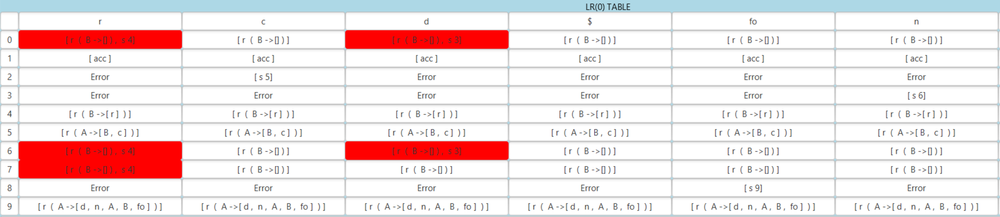 LR(0) TABLE
r c d $ fo n
0 [ r ( B ->[] ) , s 4] [ r ( B ->[] ) ] [ r ( B ->[] ) , s 3] [ r ( B ->[] ) ] [ r ( B ->[] ) ] [ r ( B ->[] ) ]
1 [ acc ] [ acc ] [ acc ] [ acc ] [ acc ] [ acc ]
2 Error [ s 5] Error Error Error Error
3 Error Error Error Error Error [ s 6]
4 [ r ( B ->[ r ] ) ] [ r ( B ->[ r ] ) ] [ r ( B ->[ r ] ) ] [ r ( B ->[ r ] ) ] [ r ( B ->[ r ] ) ] [ r ( B ->[ r ] ) ]
5 [ r ( A ->[ B , c ] ) ] [ r ( A ->[ B , c ] ) ] [ r ( A ->[ B , c ] ) ] [ r ( A ->[ B , c ] ) ] [ r ( A ->[ B , c ] ) ] [ r ( A ->[ B , c ] ) ]
6 [ r ( B ->[] ) , s 4] [ r ( B ->[] ) ] [ r ( B ->[] ) , s 3] [ r ( B ->[] ) ] [ r ( B ->[] ) ] [ r ( B ->[] ) ]
7 [ r ( B ->[] ) , s 4] [ r ( B ->[] ) ] [ r ( B ->[] ) ] [ r ( B ->[] ) ] [ r ( B ->[] ) ] [ r ( B ->[] ) ]
8 Error Error Error Error [ s 9] Error
9 [ r ( A ->[ d , n , A , B , fo ] ) ] [ r ( A ->[ d , n , A , B , fo ] ) ] [ r ( A ->[ d , n , A , B , fo ] ) ] [ r ( A ->[ d , n , A , B , fo ] ) ] [ r ( A ->[ d , n , A , B , fo ] ) ] [ r ( A ->[ d , n , A , B , fo ] ) ]